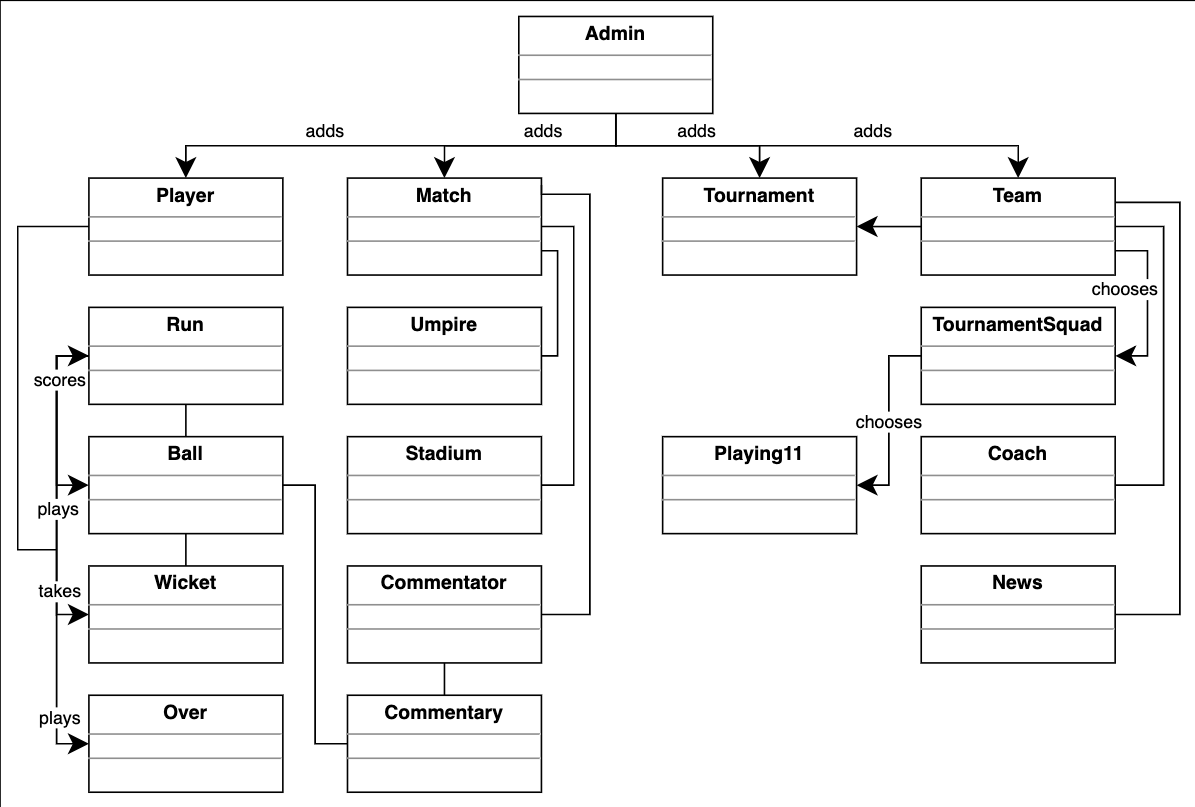 Admin
adds
adds
adds
adds
Player
Match
Tournament
Team
chooses
Run
Umpire
TournamentSquad
scores
chooses
Ball
Stadium
Playing11
Coach
plays
Wicket
Commentator
News
takes
Over
Commentary
plays